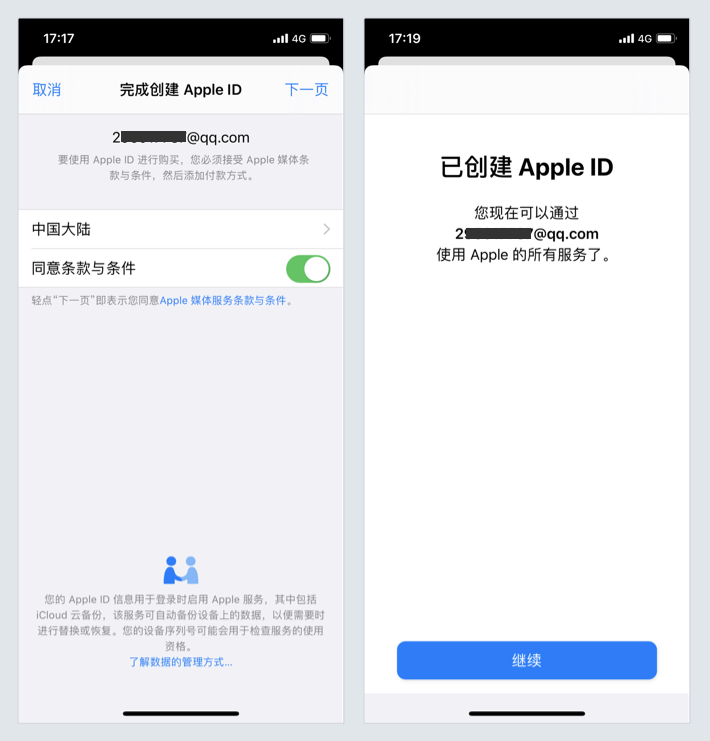 17:17
4G
取消
完成创建 Apple ID
下一页
2
@qq.com
要使用 Apple ID 进行购买，您必须接受 Apple 媒体条
款与条件，然后添加付款方式。
中国大陆
同意条款与条件
轻点“下一页”即表示您同意Apple 媒体服务条款与条件。
您的 Apple ID 信息用于登录时启用 Apple 服务，其中包括
iCloud 云备份，该服务可自动备份设备上的数据，以便需要时
进行替换或恢复。您的设备序列号可能会用于检查服务的使用
资格。
了解数据的管理方式...
17:19
4G
已创建 Apple ID
您现在可以通过
2
@qq.com
使用 Apple 的所有服务了。
继续